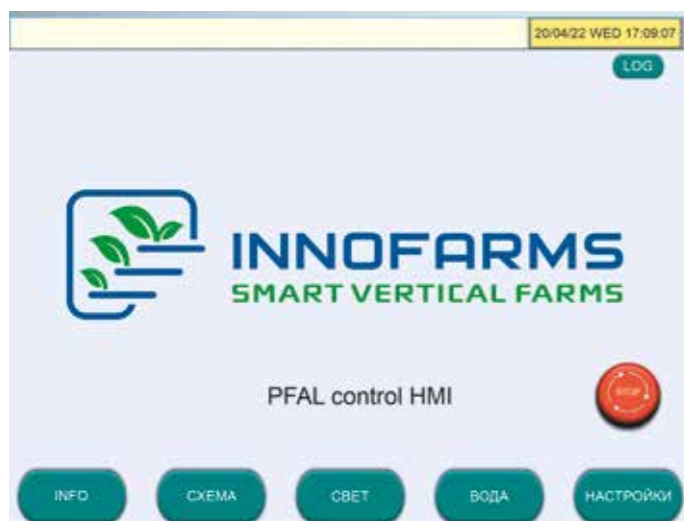 20/04/22 WED 17:09:07
LOG
INNOFARMS
SMART VERTICAL FARMS
PFAL control HMI
STOP
INFO
СХЕМА
СВЕТ
ВОДА
НАСТРОЙКИ